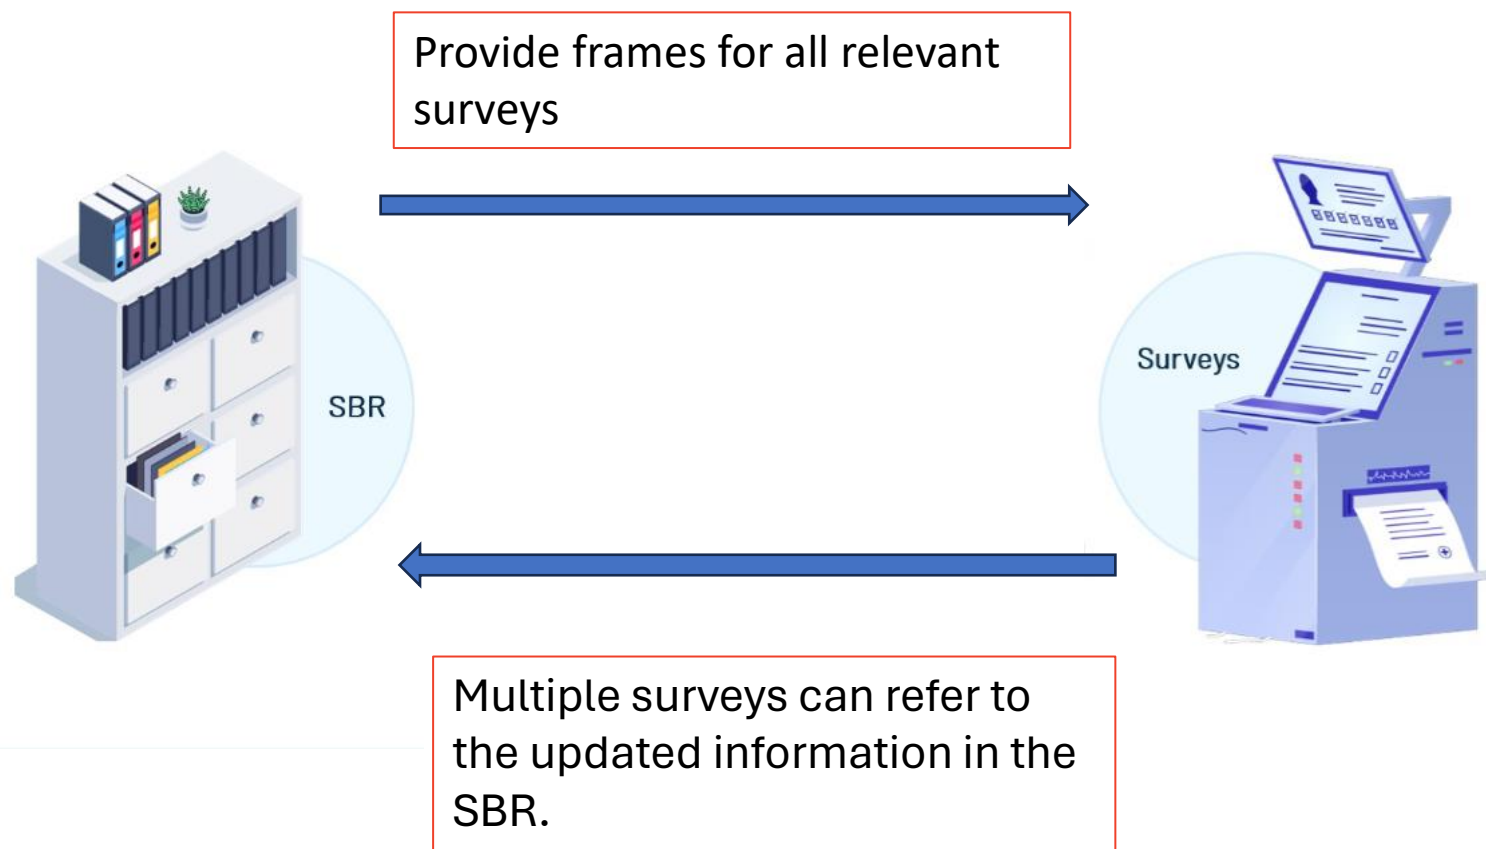 Provide frames for all relevant
surveys
SBR
Surveys
Multiple surveys can refer to
the updated information in the
SBR.